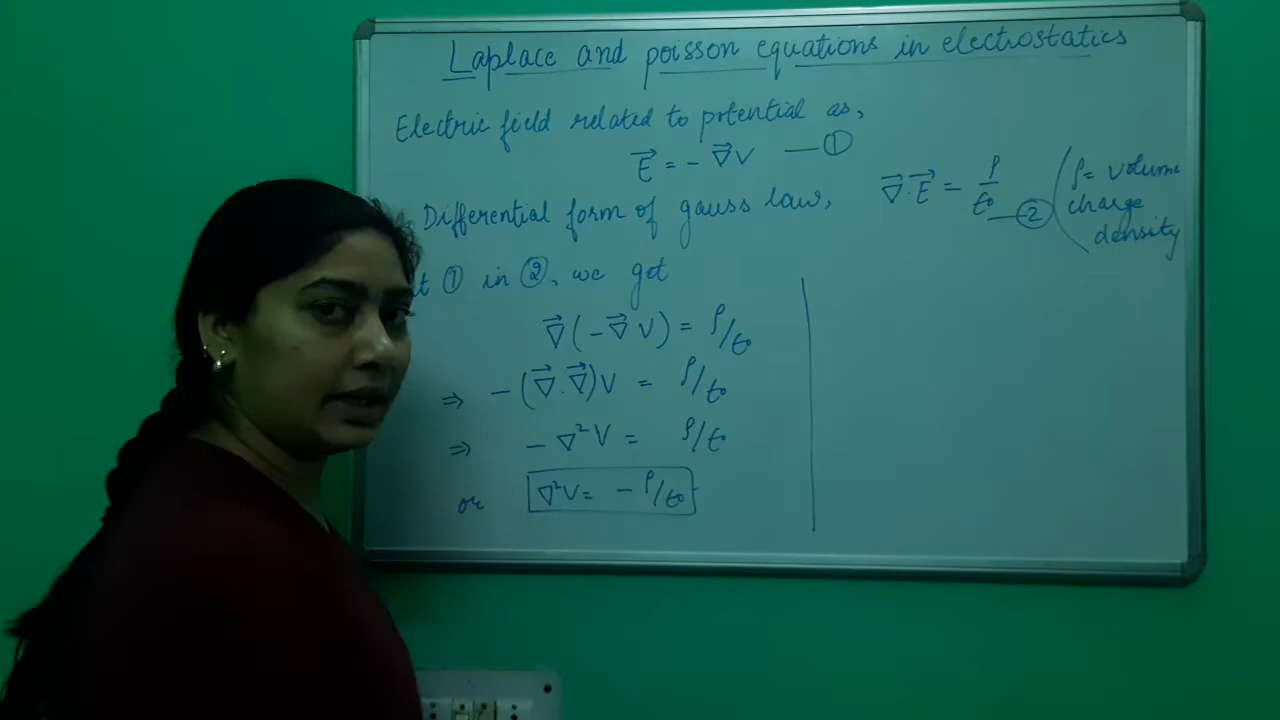 Laplace and poisson equations in electrostatics
Electric field related to potential as,
E⃗ = - ∇⃗V —①
Differential form of gauss law, ∇⃗.E⃗ = ρ/ε₀ —② (ρ = volume charge density
① in ②, we get
∇⃗(-∇⃗V) = ρ/ε₀
⇒ -(∇⃗.∇⃗)V = ρ/ε₀
⇒ -∇²V = ρ/ε₀
or ∇²V = -ρ/ε₀